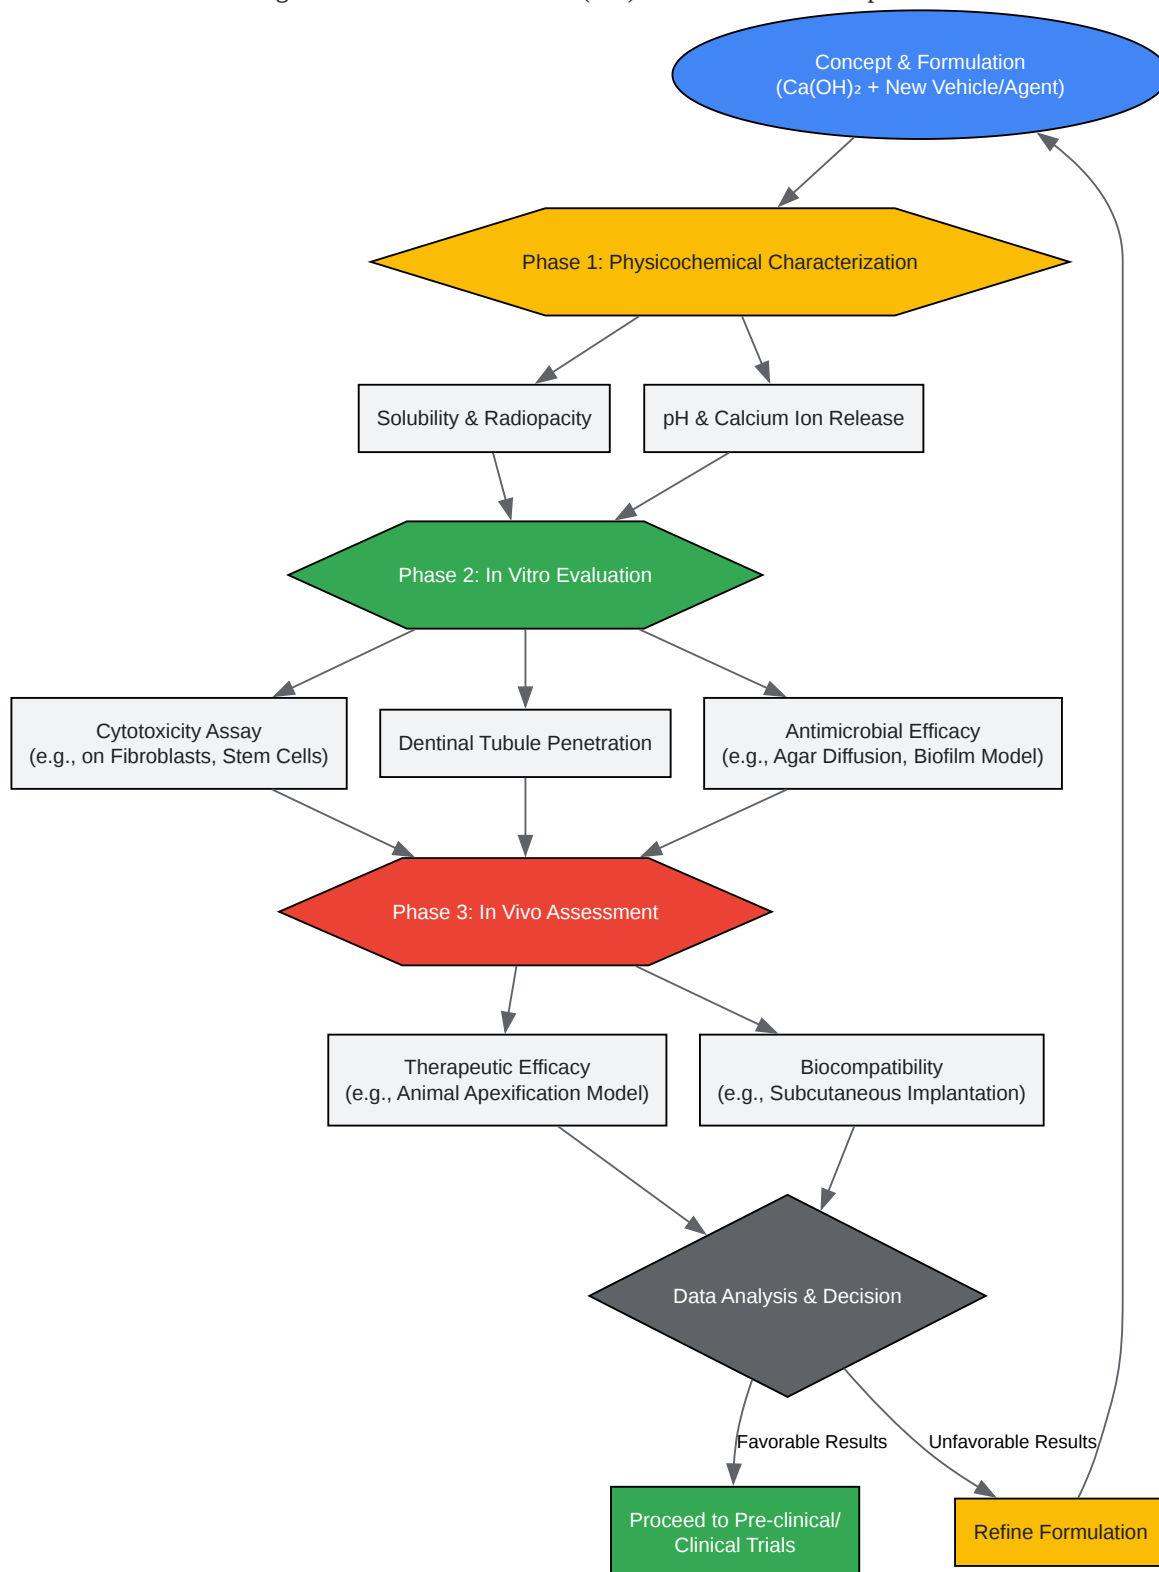 Concept & Formulation
(Ca(OH)₂ + New Vehicle/Agent)
Phase 1: Physicochemical Characterization
Solubility & Radiopacity
pH & Calcium Ion Release
Phase 2: In Vitro Evaluation
Cytotoxicity Assay
(e.g., on Fibroblasts, Stem Cells)
Dentinal Tubule Penetration
Antimicrobial Efficacy
(e.g., Agar Diffusion, Biofilm Model)
Phase 3: In Vivo Assessment
Therapeutic Efficacy
(e.g., Animal Apexification Model)
Biocompatibility
(e.g., Subcutaneous Implantation)
Data Analysis & Decision
Favorable Results
Unfavorable Results
Proceed to Pre-clinical/
Clinical Trials
Refine Formulation